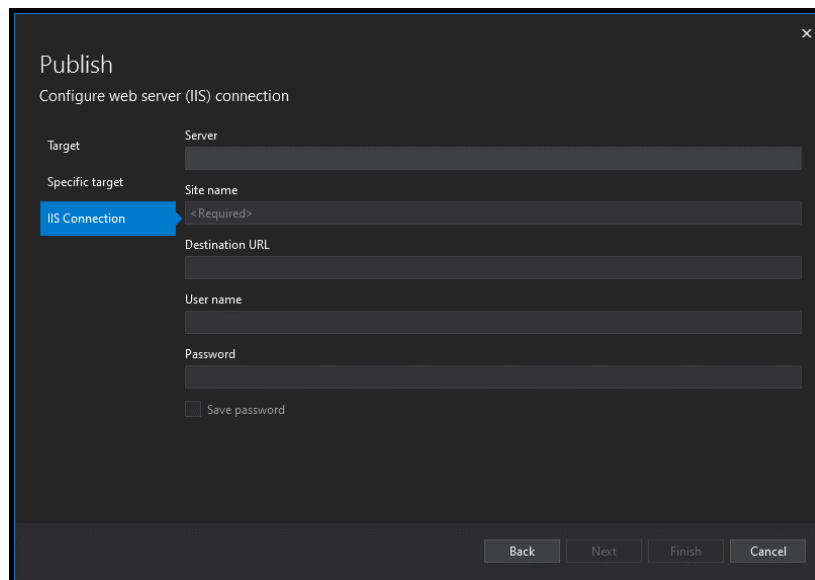 Publish
Configure web server (IIS) connection
Target
Specific target
IIS Connection
Server
Site name
<Required>
Destination URL
User name
Password
Save password
Back
Next
Finish
Cancel